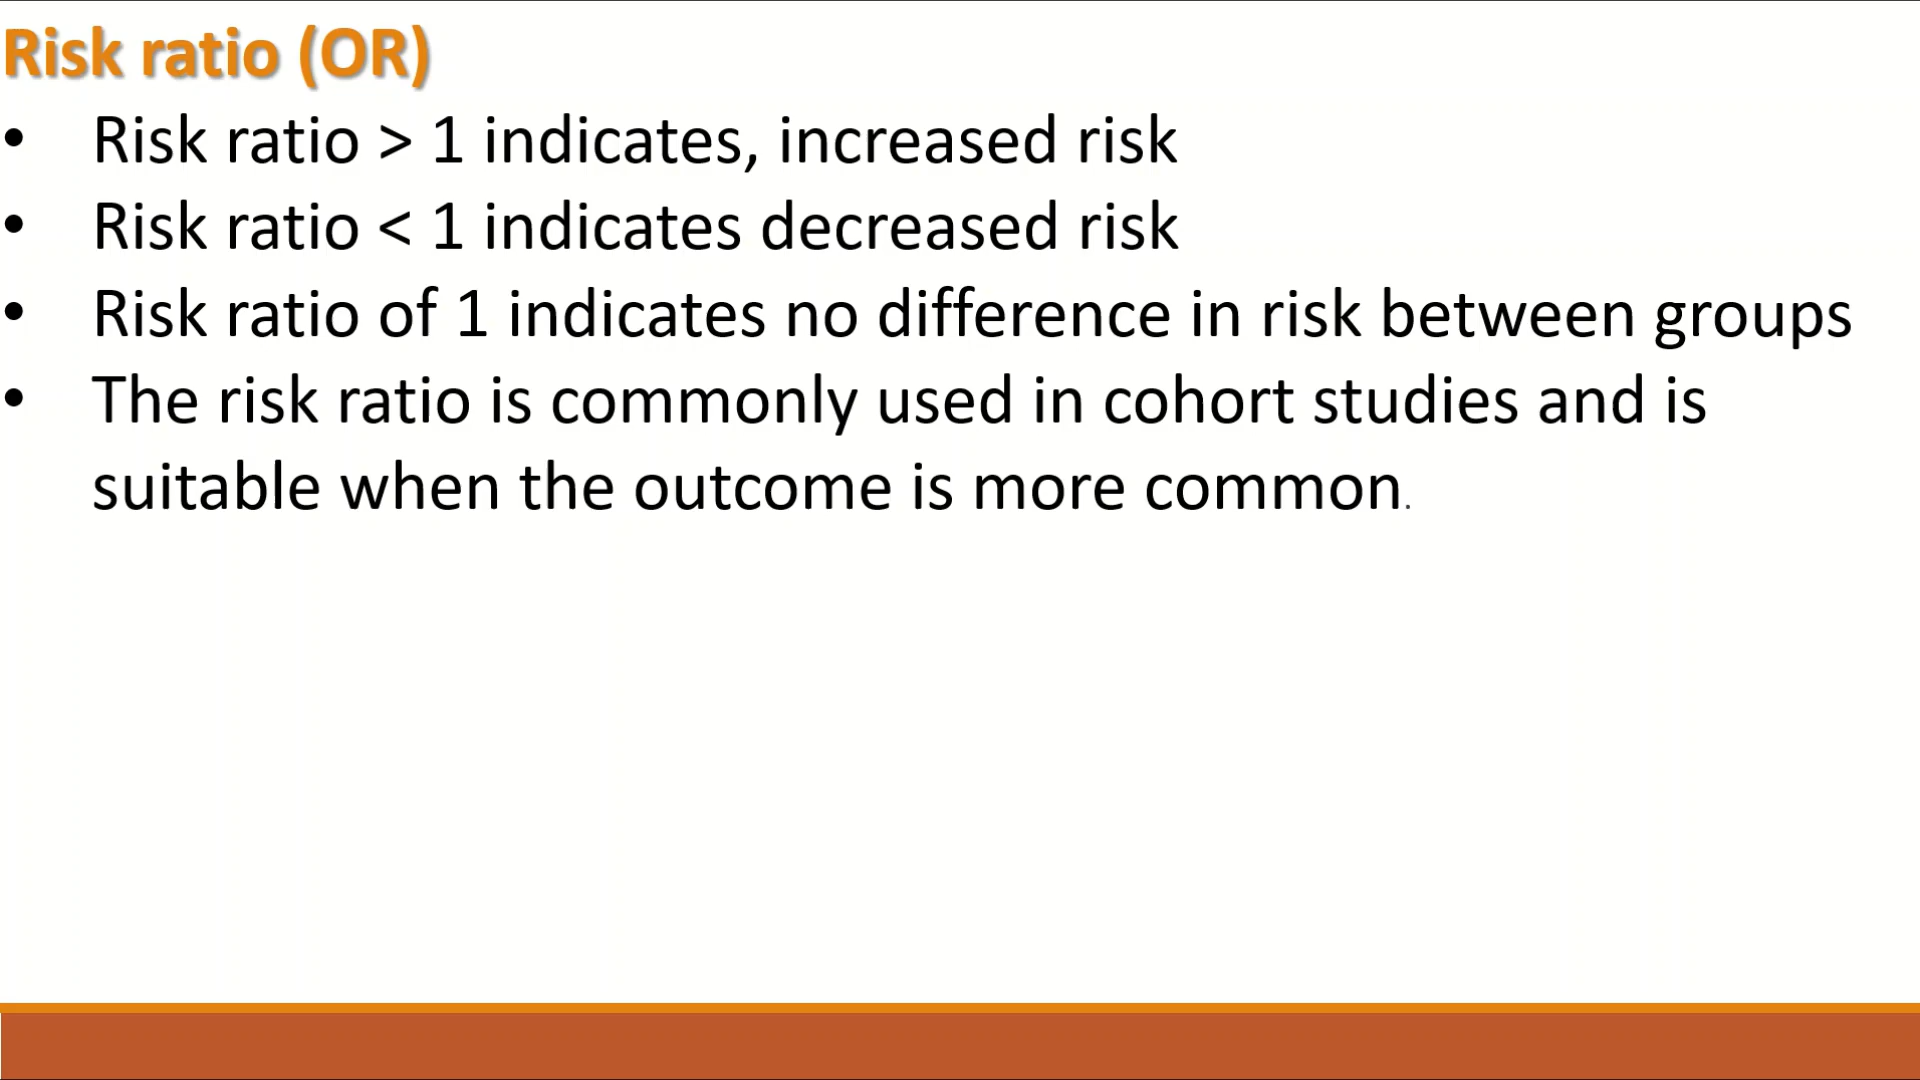 Risk ratio (OR)
• Risk ratio > 1 indicates, increased risk
• Risk ratio < 1 indicates decreased risk
• Risk ratio of 1 indicates no difference in risk between groups
• The risk ratio is commonly used in cohort studies and is
suitable when the outcome is more common.